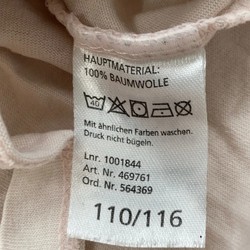 HAUPTMATERIAL:
100% BAUMWOLLE
40
Mit ähnlichen Farben waschen.
Druck nicht bügeln.
Lnr. 1001844
Art. Nr. 469761
Ord. Nr. 564369
110/116